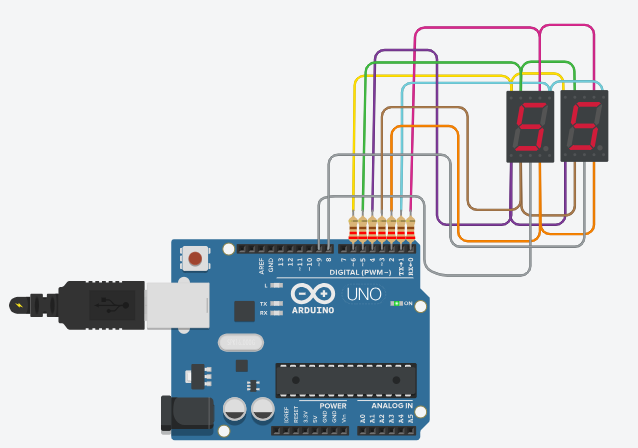 5 5
AREF
GND
13
12
~11
~10
~9
8
7
~6
~5
4
~3
2
TX→1
RX←0
DIGITAL (PWM~)
L
TX
RX
UNO
ON
ARDUINO
POWER
ANALOG IN
IOREF
RESET
3.3V
5V
GND
GND
Vin
A0
A1
A2
A3
A4
A5